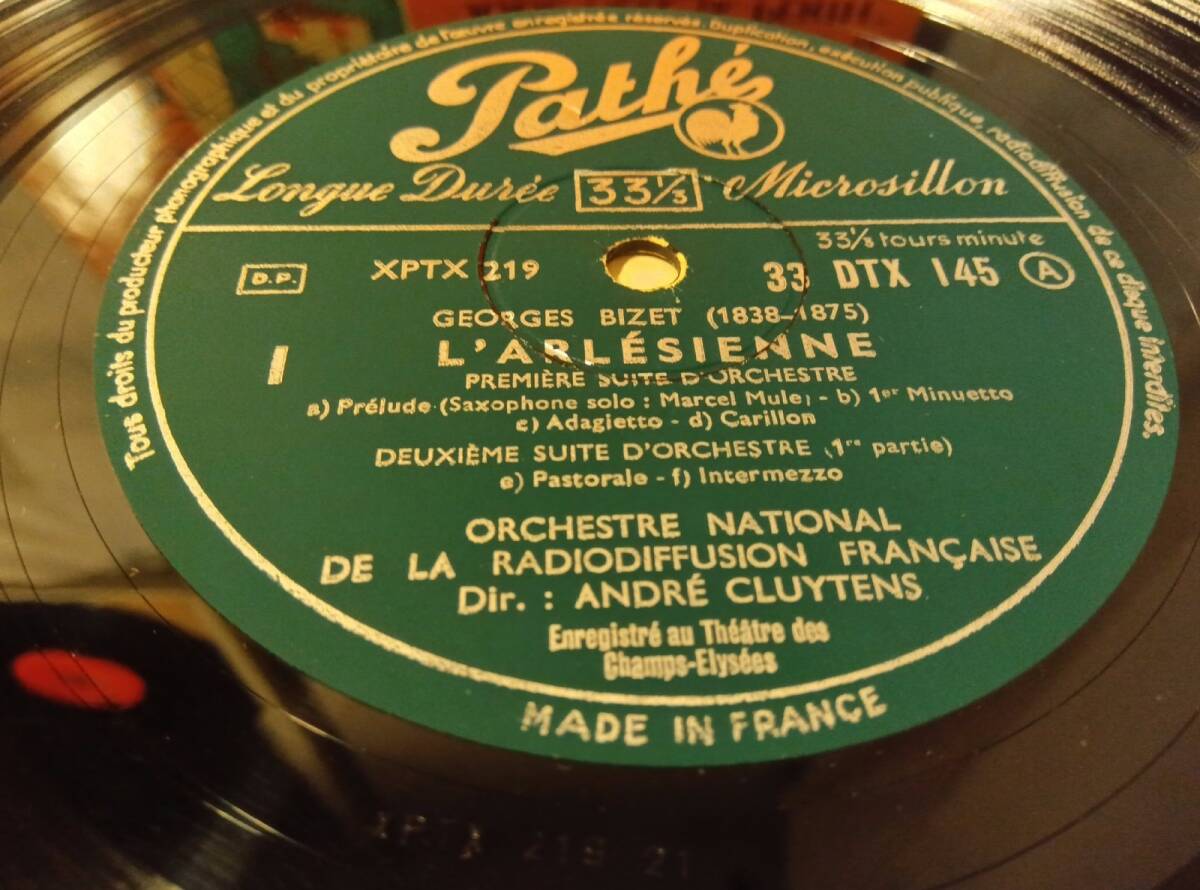 Tous droits du producteur phonographique et du propriétaire de l'œuvre enregistrée réservés. Duplication, exécution publique, radiodiffusion de ce disque interdites.
Pathé
Longue Durée 33⅓ Microsillon
33⅓ tours minute
D.P. XPTX 219 33 DTX 145 A
GEORGES BIZET (1838-1875)
I L'ARLÉSIENNE
PREMIÈRE SUITE D'ORCHESTRE
a) Prélude (Saxophone solo : Marcel Mule) - b) 1er Minuetto
c) Adagietto - d) Carillon
DEUXIÈME SUITE D'ORCHESTRE (1re partie)
e) Pastorale - f) Intermezzo
ORCHESTRE NATIONAL
DE LA RADIODIFFUSION FRANÇAISE
Dir. : ANDRÉ CLUYTENS
Enregistré au Théâtre des
Champs-Elysées
MADE IN FRANCE
XPTX 219 21